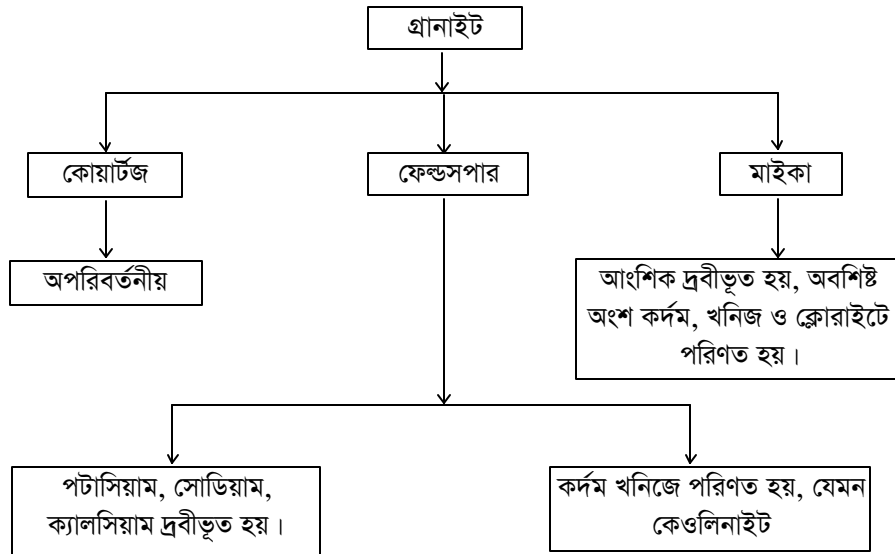 গ্রানাইট
কোয়ার্টজ
ফেল্ডসপার
মাইকা
অপরিবর্তনীয়
আংশিক দ্রবীভূত হয়, অবশিষ্ট
অংশ কর্দম, খনিজ ও ক্লোরাইটে
পরিণত হয়।
পটাসিয়াম, সোডিয়াম,
ক্যালসিয়াম দ্রবীভূত হয়।
কর্দম খনিজে পরিণত হয়, যেমন
কেওলিনাইট